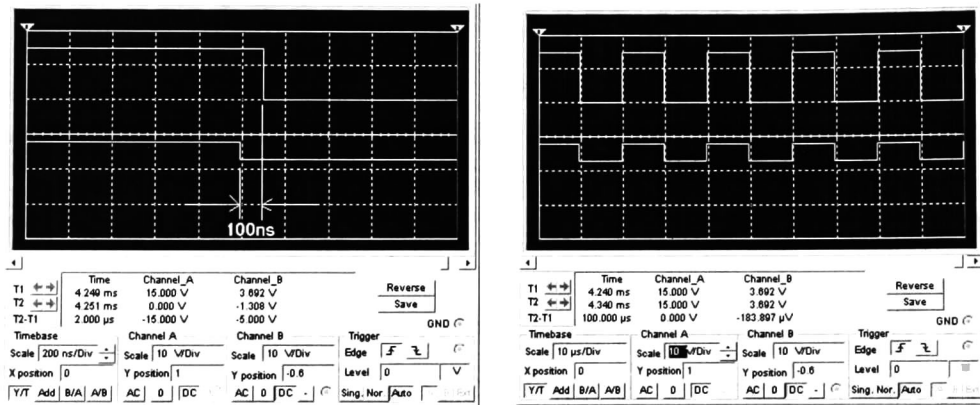 1
1
100ns
Time Channel_A Channel_B
T1 4.249 ms 15.000 V 3.692 V
T2 4.251 ms 0.000 V -1.308 V
T2-T1 2.000 µs -15.000 V -5.000 V
Reverse
Save
GND
Timebase
Scale 200 ns/Div
X position 0
Y/T Add B/A A/B
Channel A
Scale 10 V/Div
Y position 1
AC 0 DC
Channel B
Scale 10 V/Div
Y position -0.6
AC 0 DC -
Trigger
Edge
Level 0 V
Sing. Nor. Auto
1
1
Time Channel_A Channel_B
T1 4.240 ms 15.000 V 3.692 V
T2 4.340 ms 15.000 V 3.692 V
T2-T1 100.000 µs 0.000 V -183.897 µV
Reverse
Save
GND
Timebase
Scale 10 µs/Div
X position 0
Y/T Add B/A A/B
Channel A
Scale 10 V/Div
Y position 1
AC 0 DC
Channel B
Scale 10 V/Div
Y position -0.6
AC 0 DC -
Trigger
Edge
Level 0
Sing. Nor. Auto